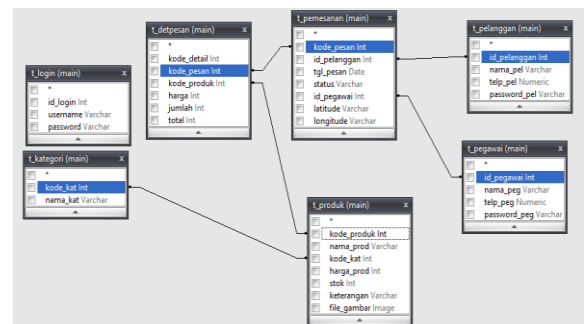 t_detpesan (main) x
*
kode_detail Int
kode_pesan Int
kode_produk Int
harga Int
jumlah Int
total Int
t_pemesanan (main) x
*
kode_pesan Int
id_pelanggan Int
tgl_pesan Date
status Varchar
id_pegawai Int
latitude Varchar
longitude Varchar
t_pelanggan (main) x
*
id_pelanggan Int
nama_pel Varchar
telp_pel Numeric
password_pel Varchar
t_login (main) x
*
id_login Int
username Varchar
password Varchar
t_kategori (main) x
*
kode_kat Int
nama_kat Varchar
t_pegawai (main) x
*
id_pegawai Int
nama_peg Varchar
telp_peg Numeric
password_peg Varchar
t_produk (main) x
*
kode_produk Int
nama_prod Varchar
kode_kat Int
harga_prod Int
stok Int
keterangan Varchar
file_gambar Image